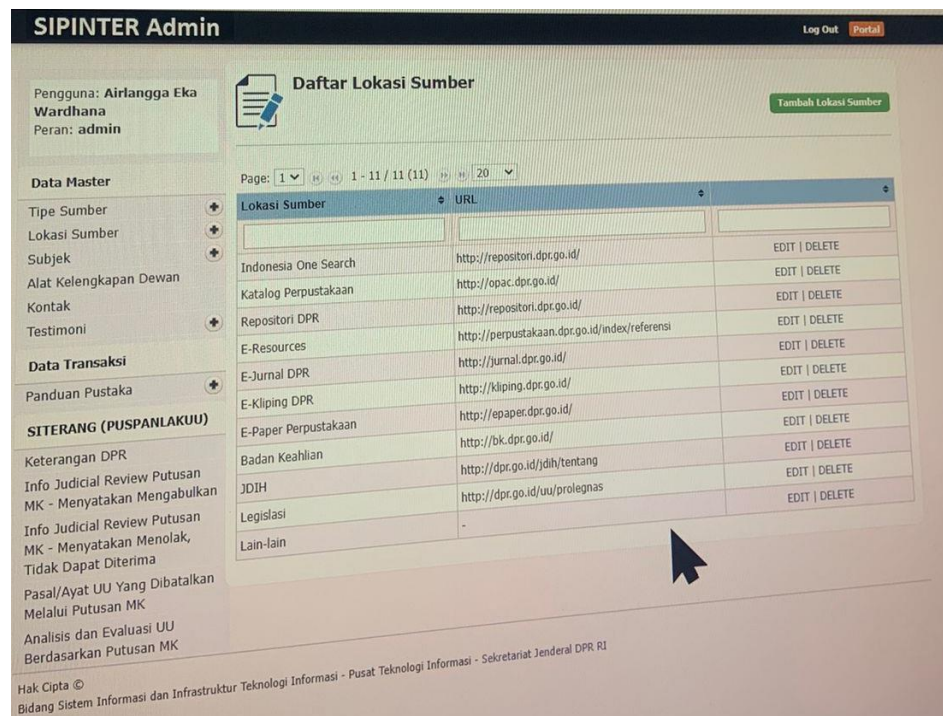 SIPINTER Admin
Log Out Portal
Pengguna: Airlangga Eka
Wardhana
Peran: admin
Daftar Lokasi Sumber
Tambah Lokasi Sumber
Data Master
Tipe Sumber
Lokasi Sumber
Subjek
Alat Kelengkapan Dewan
Kontak
Testimoni
Data Transaksi
Panduan Pustaka
SITERANG (PUSPANLAKUU)
Keterangan DPR
Info Judicial Review Putusan
MK - Menyatakan Mengabulkan
Info Judicial Review Putusan
MK - Menyatakan Menolak,
Tidak Dapat Diterima
Pasal/Ayat UU Yang Dibatalkan
Melalui Putusan MK
Analisis dan Evaluasi UU
Berdasarkan Putusan MK
Page: 1 1 - 11 / 11 (11) 20
Lokasi Sumber URL
Indonesia One Search http://repositori.dpr.go.id/ EDIT | DELETE
Katalog Perpustakaan http://opac.dpr.go.id/ EDIT | DELETE
Repositori DPR http://repositori.dpr.go.id/ EDIT | DELETE
E-Resources http://perpustakaan.dpr.go.id/index/referensi EDIT | DELETE
E-Jurnal DPR http://jurnal.dpr.go.id/ EDIT | DELETE
E-Kliping DPR http://kliping.dpr.go.id/ EDIT | DELETE
E-Paper Perpustakaan http://epaper.dpr.go.id/ EDIT | DELETE
Badan Keahlian http://bk.dpr.go.id/ EDIT | DELETE
JDIH http://dpr.go.id/jdih/tentang EDIT | DELETE
Legislasi http://dpr.go.id/uu/prolegnas EDIT | DELETE
Lain-lain - EDIT | DELETE
Hak Cipta ©
Bidang Sistem Informasi dan Infrastruktur Teknologi Informasi - Pusat Teknologi Informasi - Sekretariat Jenderal DPR RI